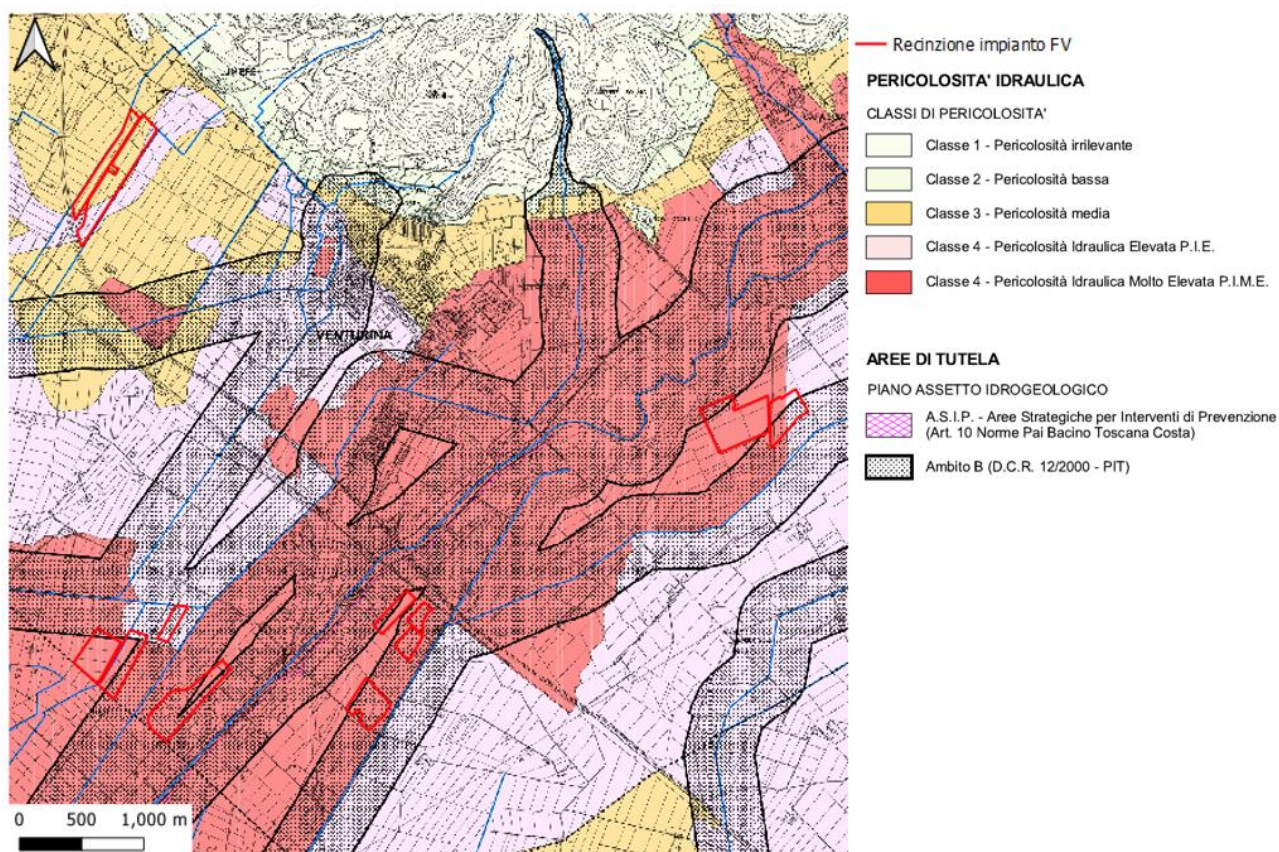 Recinzione impianto FV
PERICOLOSITA' IDRAULICA
CLASSI DI PERICOLOSITA'
Classe 1 - Pericolosità irrilevante
Classe 2 - Pericolosità bassa
Classe 3 - Pericolosità media
Classe 4 - Pericolosità Idraulica Elevata P.I.E.
Classe 4 - Pericolosità Idraulica Molto Elevata P.I.M.E.
AREE DI TUTELA
PIANO ASSETTO IDROGEOLOGICO
A.S.I.P. - Aree Strategiche per Interventi di Prevenzione
(Art. 10 Norme Pai Bacino Toscana Costa)
Ambito B (D.C.R. 12/2000 - PIT)
VENTURINA
0 500 1,000 m